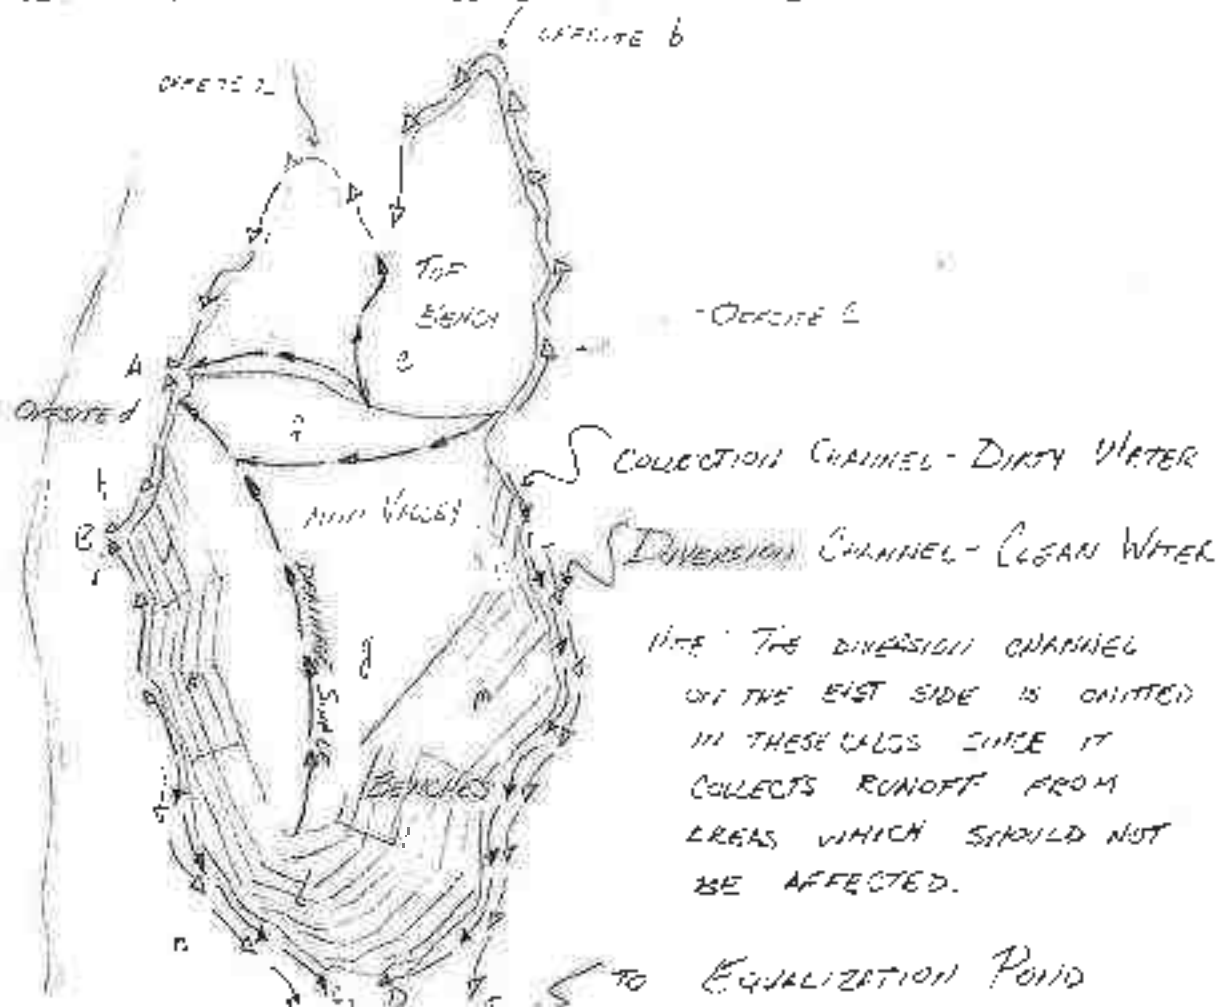 OFFSITE b
OFFSITE
TOP
BENCH
OFFSITE C
A
e
OFFSITE d
COLLECTION CHANNEL - DIRTY WATER
MAIN VALLEY
B
DIVERSION CHANNEL - CLEAN WATER
g
NOTE: THE DIVERSION CHANNEL
ON THE EAST SIDE IS OMITTED
IN THESE CALCS SINCE IT
COLLECTS RUNOFF FROM
AREAS WHICH SHOULD NOT
BE AFFECTED.
BENCHES
n
D
TO EQUALIZATION POND